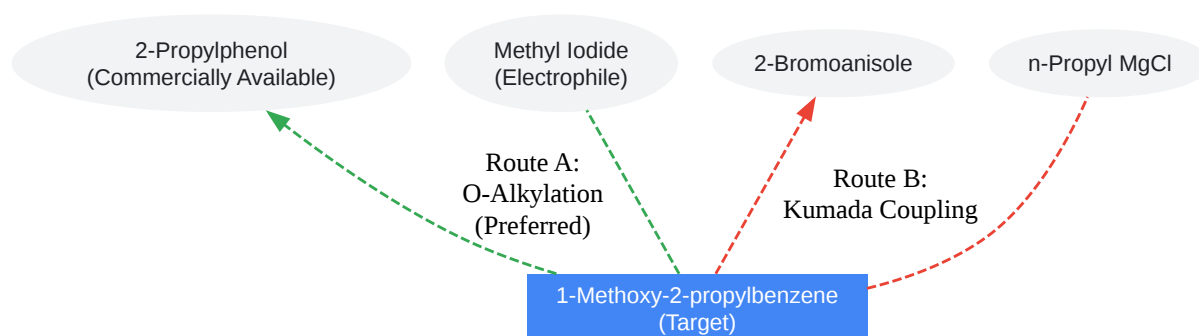 2-Propylphenol
(Commercially Available)
Methyl Iodide
(Electrophile)
2-Bromoanisole
n-Propyl MgCl
Route A:
O-Alkylation
(Preferred)
Route B:
Kumada Coupling
1-Methoxy-2-propylbenzene
(Target)